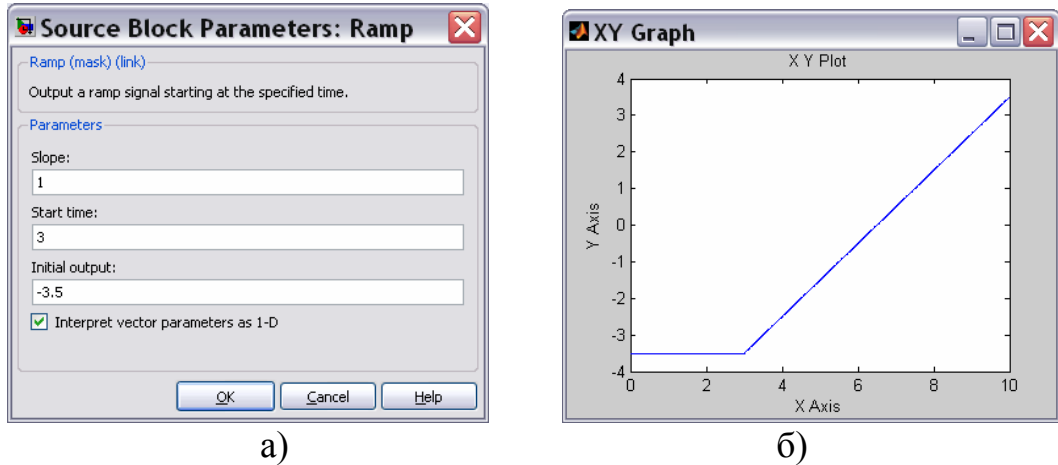 Source Block Parameters: Ramp
Ramp (mask) (link)
Output a ramp signal starting at the specified time.
Parameters
Slope:
1
Start time:
3
Initial output:
-3.5
Interpret vector parameters as 1-D
OK Cancel Help
а)
XY Graph
X Y Plot
4
3
2
1
0
-1
-2
-3
-4
Y Axis
0 2 4 6 8 10
X Axis
б)